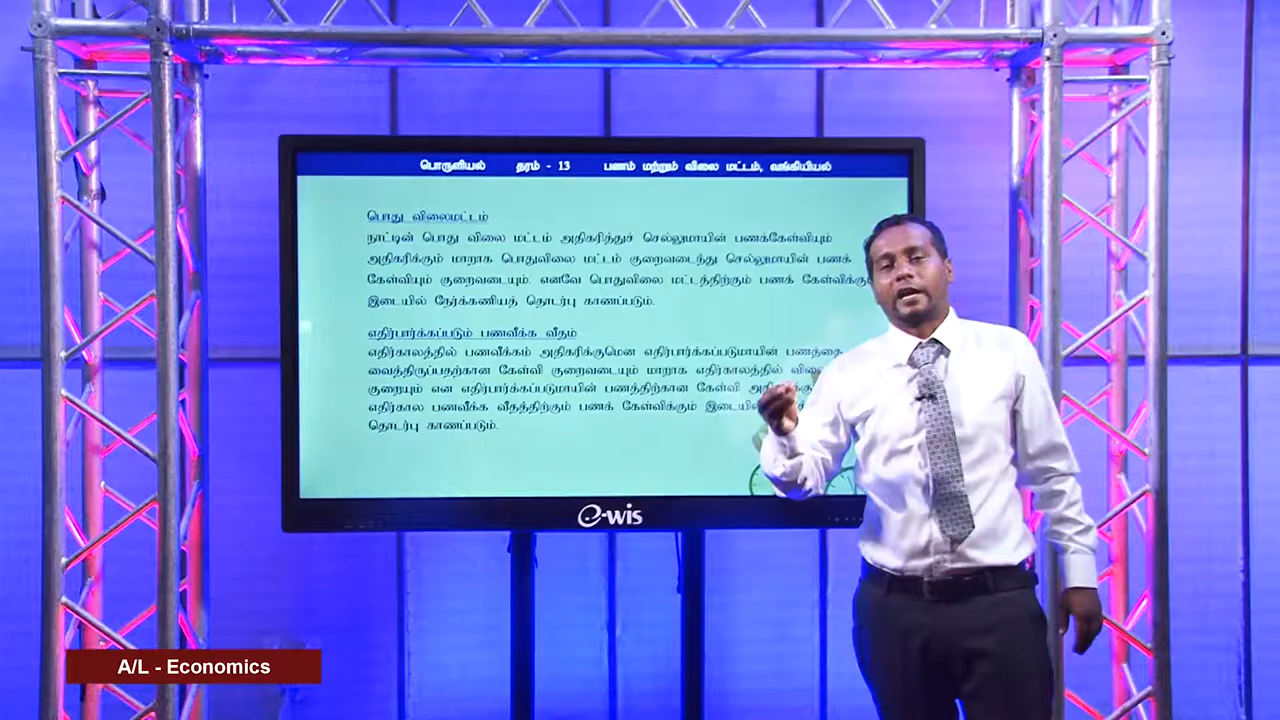 பொருளியல் தரம் - 13 பணம் மற்றும் விலை மட்டம், வங்கியியல்
பொது விலைமட்டம்
நாட்டின் பொது விலை மட்டம் அதிகரித்துச் செல்லுமாயின் பணக்கேள்வியும்
அதிகரிக்கும் மாறாக பொதுவிலை மட்டம் குறைவடைந்து செல்லுமாயின் பணக்
கேள்வியும் குறைவடையும். எனவே பொதுவிலை மட்டத்திற்கும் பணக்
இடையில் நேர்க்கணியத் தொடர்பு காணப்படும்.
எதிர்பார்க்கப்படும் பணவீக்க வீதம்
எதிர்காலத்தில் பணவீக்கம் அதிகரிக்குமென எதிர்பார்க்கப்படுமாயின் பணத்தை
வைத்திருப்பதற்கான கேள்வி குறைவடையும் மாறாக எதிர்காலத்தில்
குறையும் என எதிர்பார்க்கப்படுமாயின் பணத்திற்கான கேள்வி
எதிர்கால பணவீக்க வீதத்திற்கும் பணக் கேள்விக்கும்
தொடர்பு காணப்படும்.
e-wis
A/L - Economics